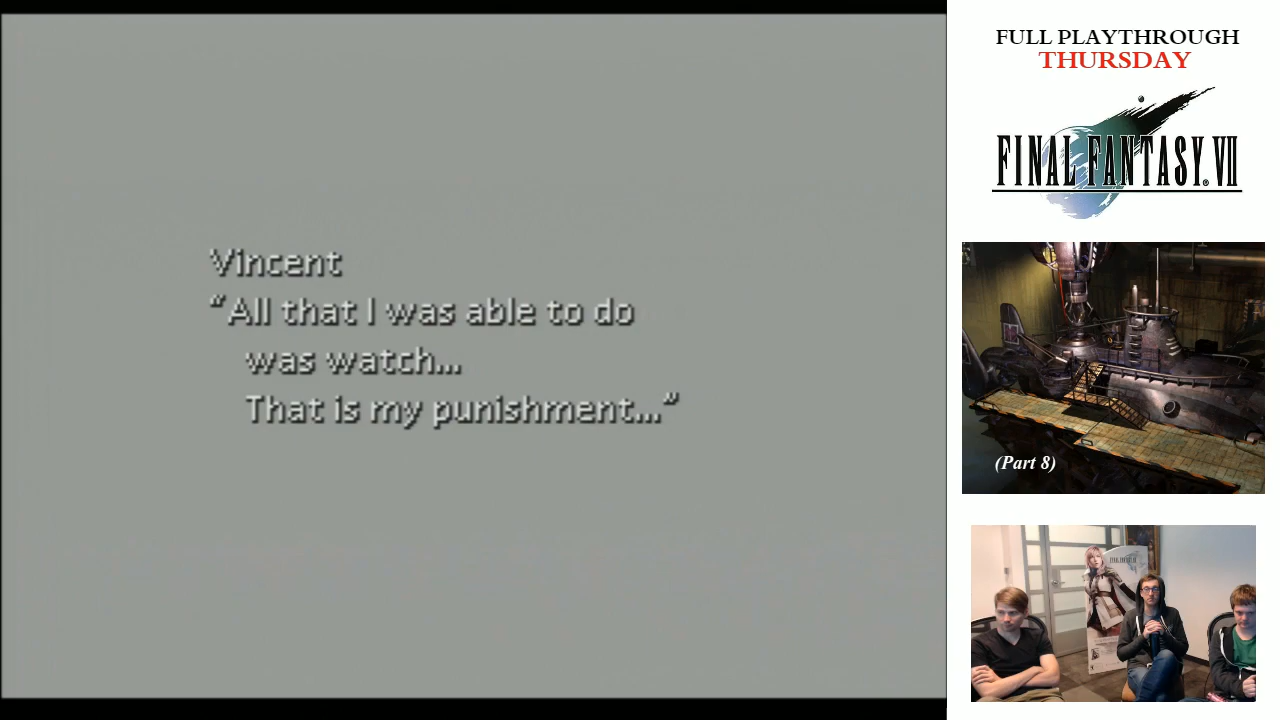 Vincent
“All that I was able to do
was watch...
That is my punishment...”
FULL PLAYTHROUGH
THURSDAY
FINAL FANTASY. VII
(Part 8)